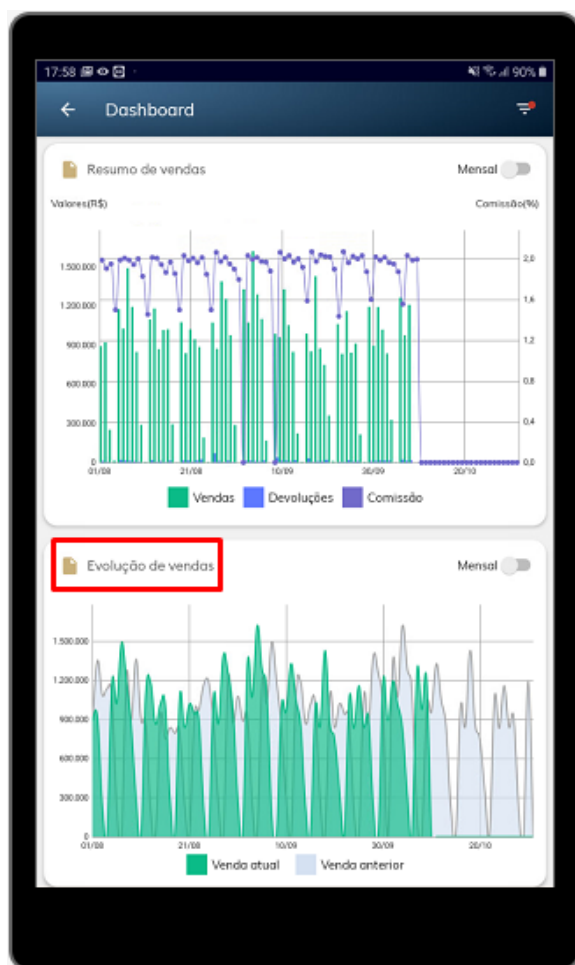 17:58
90%
Dashboard
Resumo de vendas
Mensal
Valores(R$)
Comissão(%)
1.500.000
2,0
1.200.000
1,6
900.000
1,2
600.000
0,8
300.000
0,4
0
0,0
01/08
21/08
10/09
30/09
20/10
Vendas
Devoluções
Comissão
Evolução de vendas
Mensal
1.500.000
1.200.000
900.000
600.000
300.000
0
01/08
21/08
10/09
30/09
20/10
Venda atual
Venda anterior